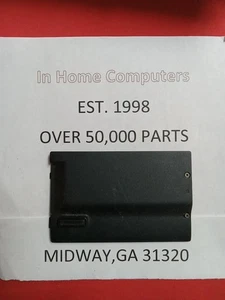 In Home Computers
EST. 1998
OVER 50,000 PARTS
MIDWAY,GA 31320